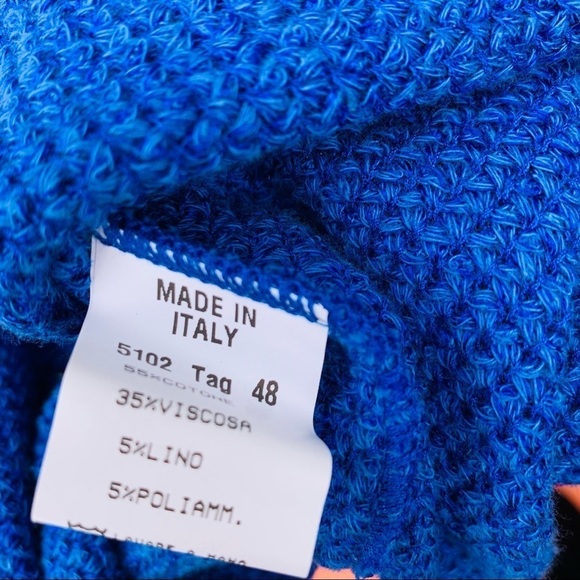 MADE IN
ITALY
5102 Tag 48
55%COTONE
35%VISCOSA
5%LINO
5%POLIAMM.